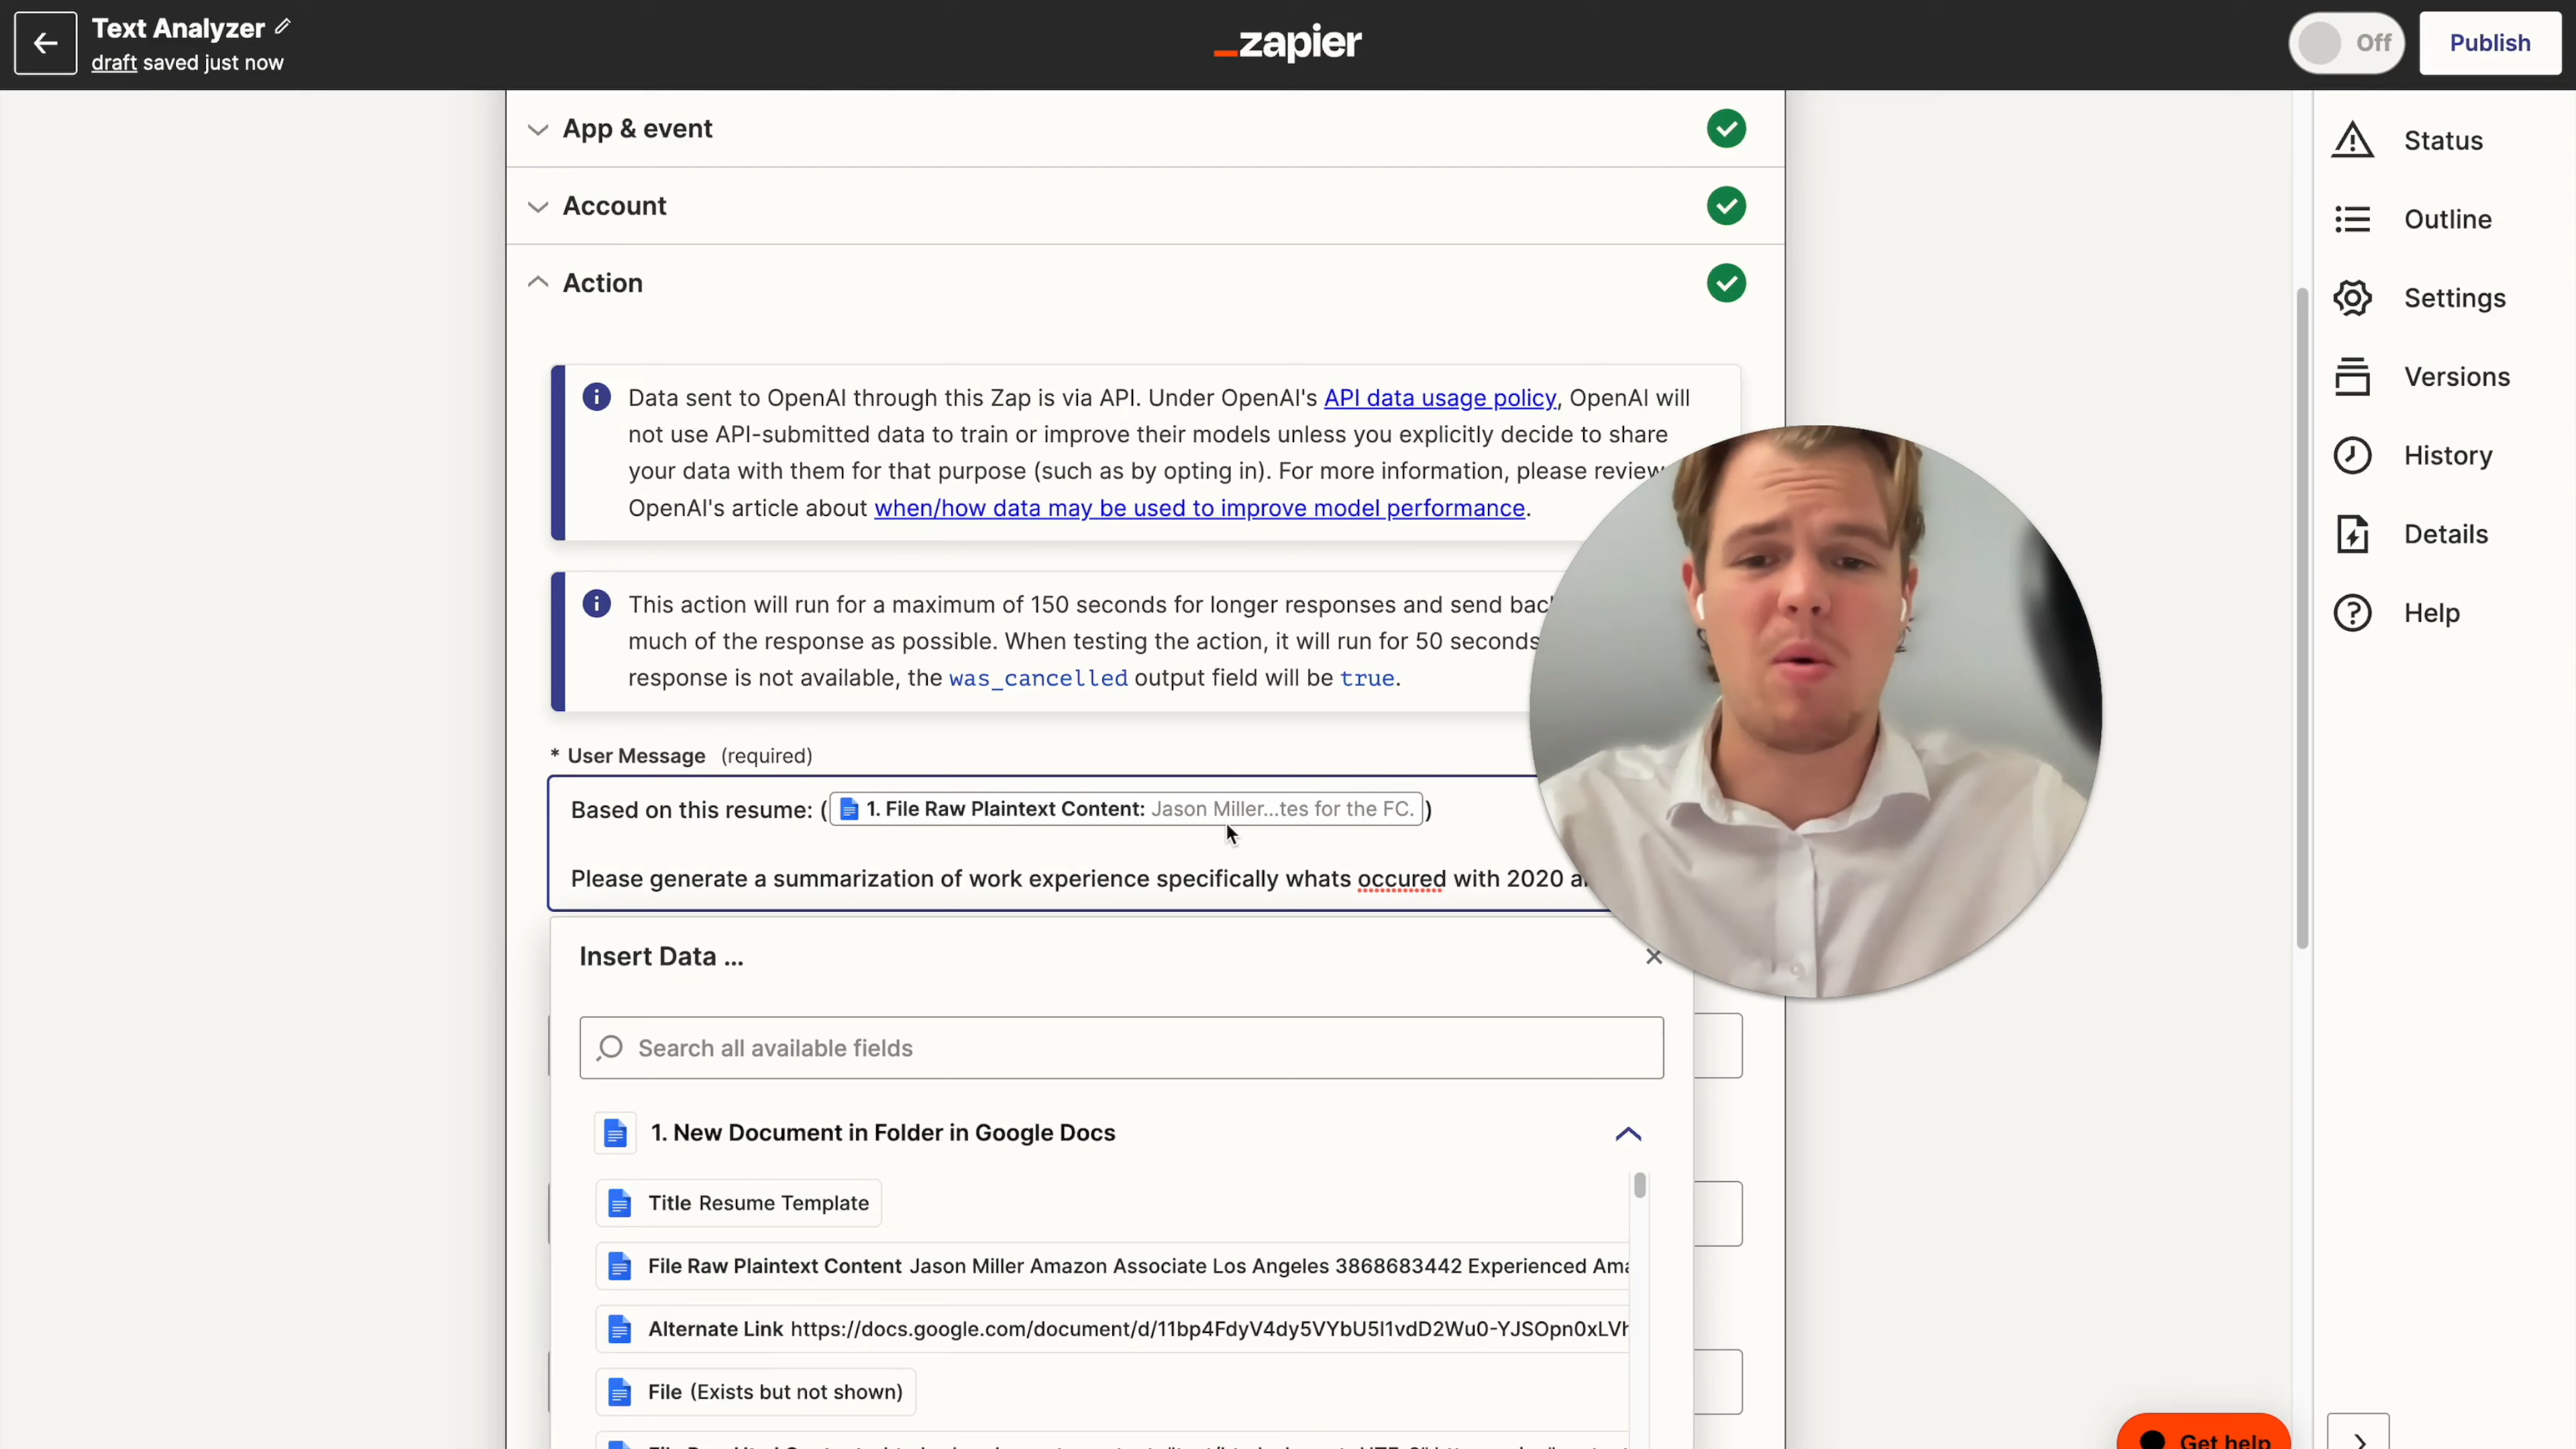 Text Analyzer
draft saved just now
zapier
Off
Publish
App & event
Account
Action
Data sent to OpenAI through this Zap is via API. Under OpenAI's API data usage policy, OpenAI will
not use API-submitted data to train or improve their models unless you explicitly decide to share
your data with them for that purpose (such as by opting in). For more information, please review
OpenAI's article about when/how data may be used to improve model performance.
This action will run for a maximum of 150 seconds for longer responses and send
much of the response as possible. When testing the action, it will run for 50 seconds
response is not available, the was_cancelled output field will be true.
* User Message (required)
Based on this resume: ( 1. File Raw Plaintext Content: Jason Miller...tes for the FC. )
Please generate a summarization of work experience specifically whats occured with 2020
Insert Data ...
Search all available fields
1. New Document in Folder in Google Docs
Title Resume Template
File Raw Plaintext Content Jason Miller Amazon Associate Los Angeles 3868683442 Experienced
Alternate Link
File (Exists but not shown)
Status
Outline
Settings
Versions
History
Details
Help
Get help